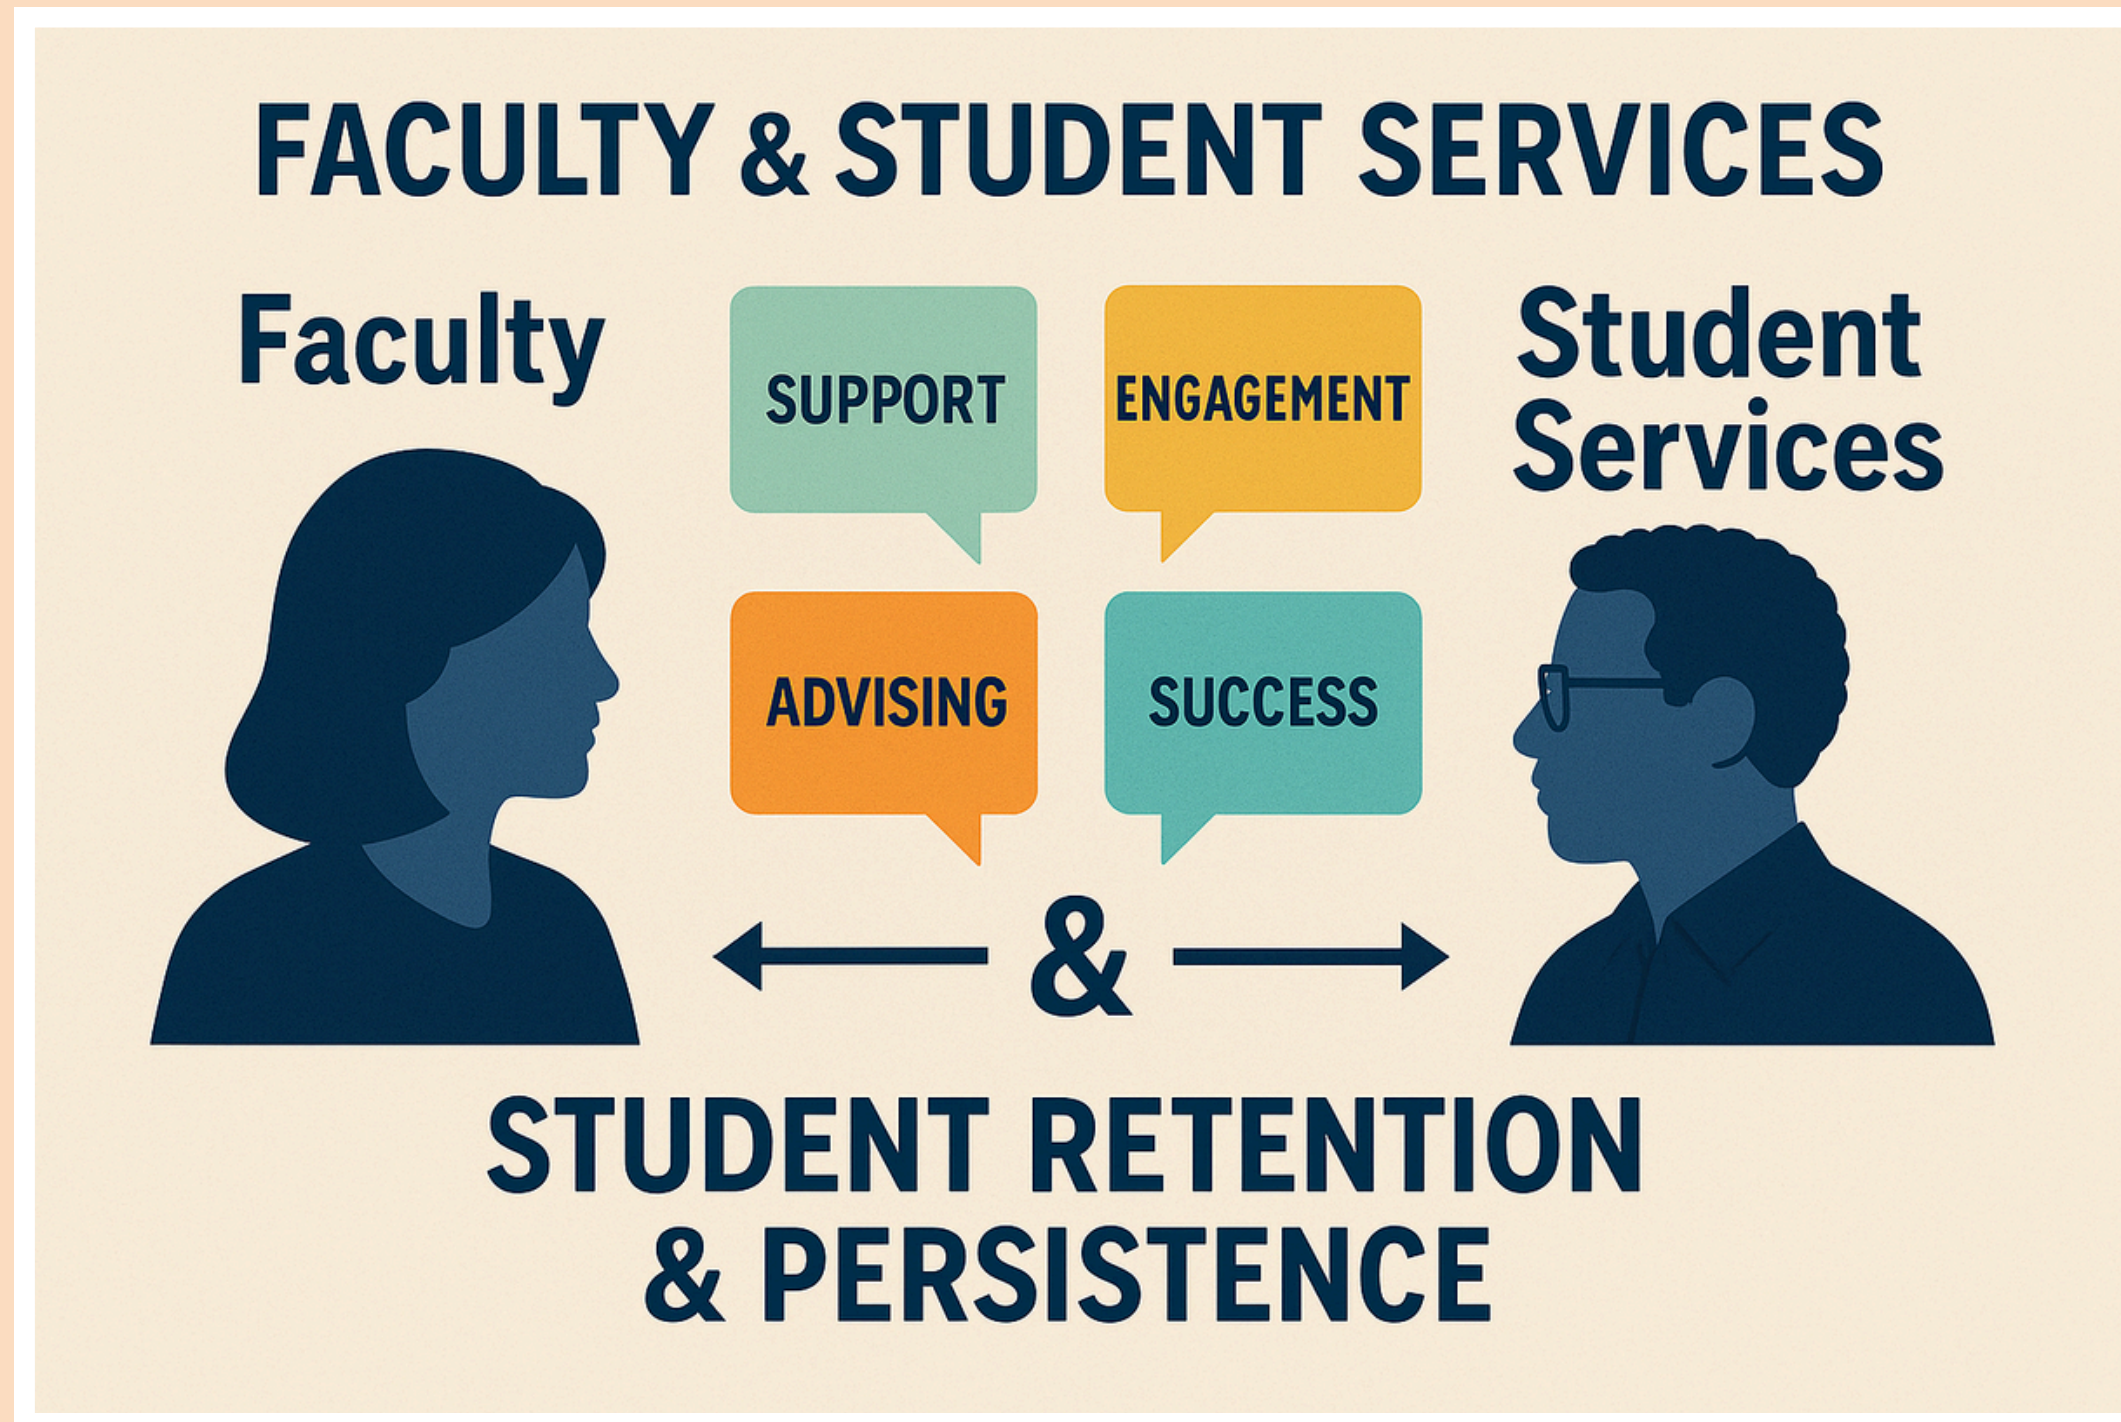 FACULTY & STUDENT SERVICES
Faculty
SUPPORT
ENGAGEMENT
Student
Services
ADVISING
SUCCESS
&
STUDENT RETENTION
& PERSISTENCE